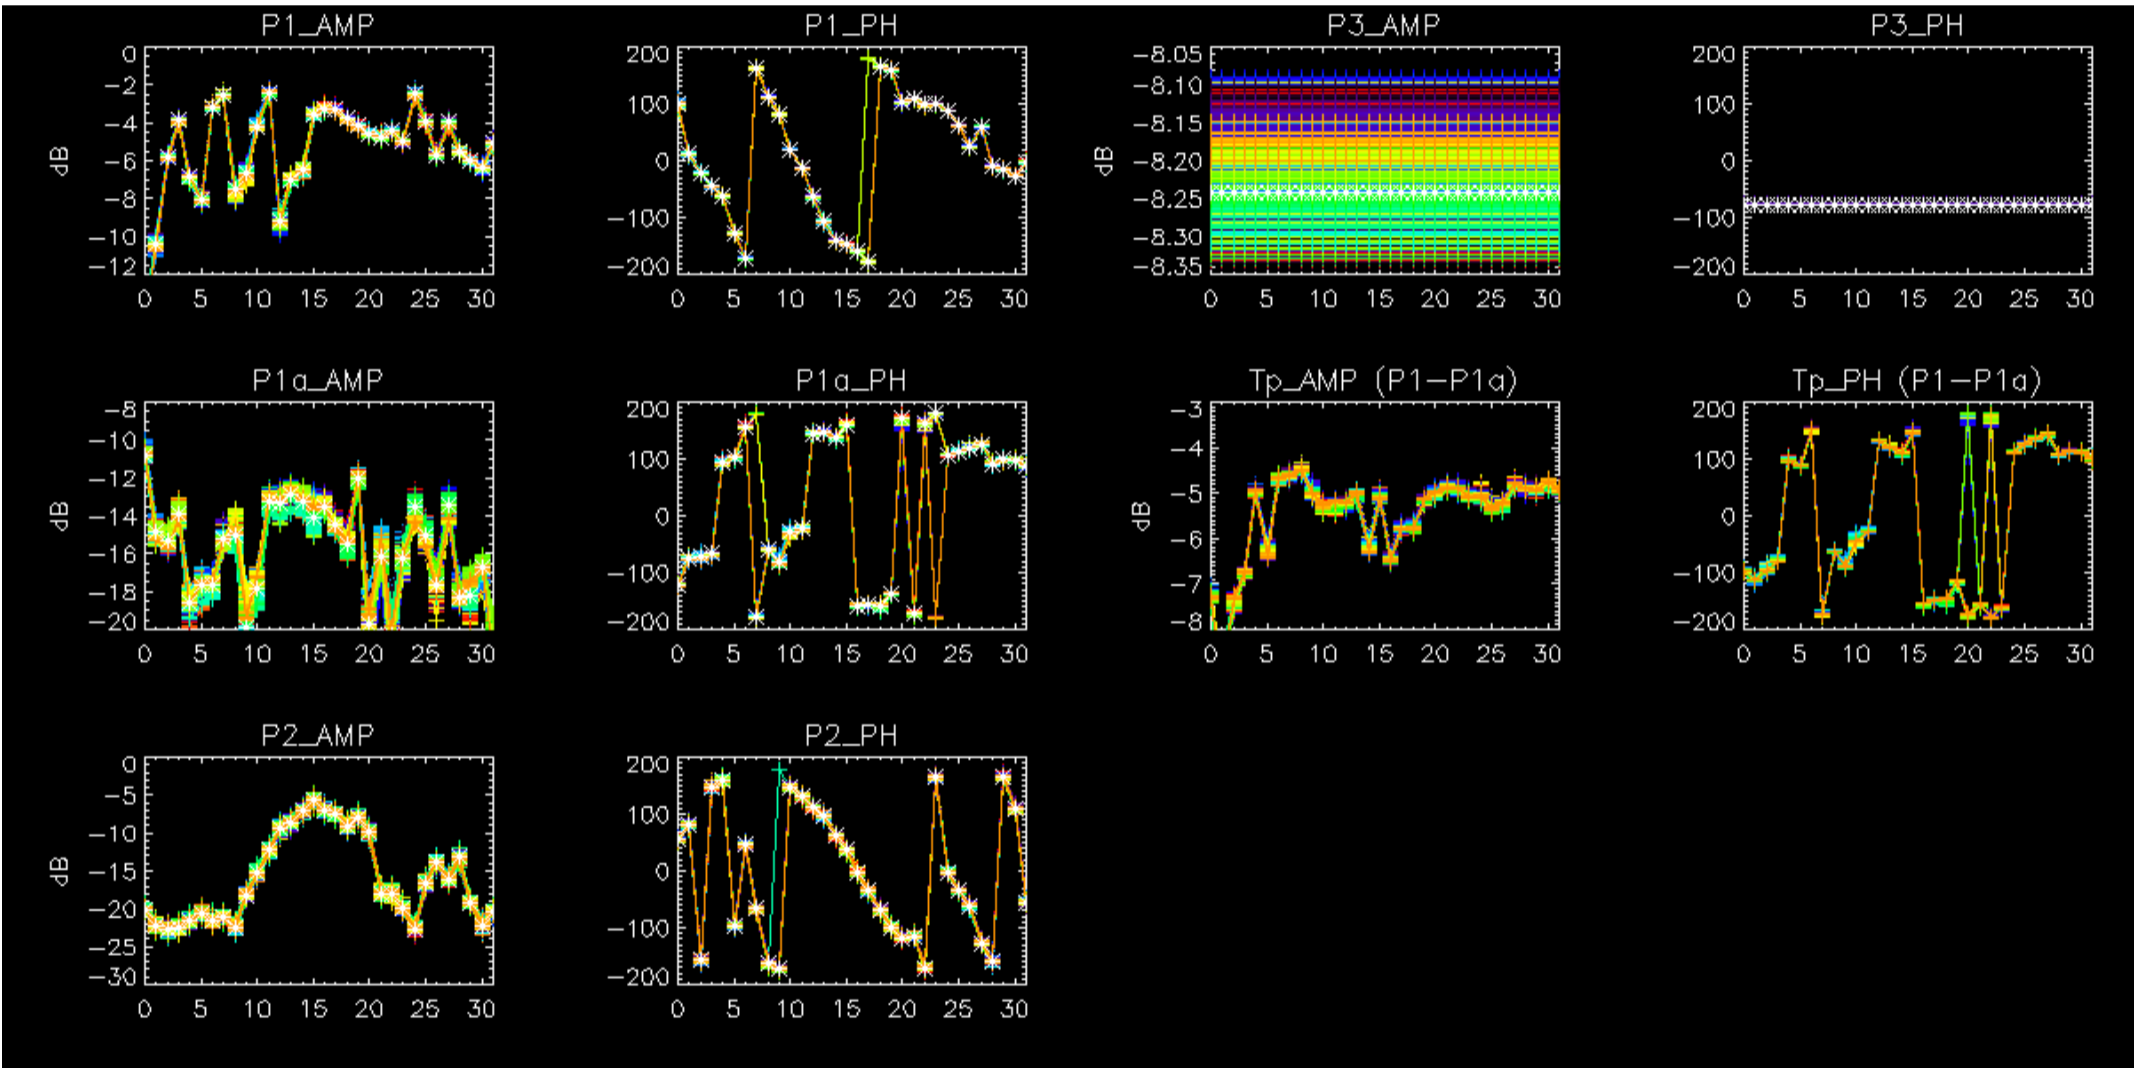 P1_AMP P1_PH P3_AMP P3_PH
dB 0 −2 −4 −6 −8 −10 −12
0 5 10 15 20 25 30
200 100 0 −100 −200
0 5 10 15 20 25 30
dB −8.05 −8.10 −8.15 −8.20 −8.25 −8.30 −8.35
0 5 10 15 20 25 30
200 100 0 −100 −200
0 5 10 15 20 25 30
P1a_AMP P1a_PH Tp_AMP (P1−P1a) Tp_PH (P1−P1a)
dB −8 −10 −12 −14 −16 −18 −20
0 5 10 15 20 25 30
200 100 0 −100 −200
0 5 10 15 20 25 30
dB −3 −4 −5 −6 −7 −8
0 5 10 15 20 25 30
200 100 0 −100 −200
0 5 10 15 20 25 30
P2_AMP P2_PH
dB 0 −5 −10 −15 −20 −25 −30
0 5 10 15 20 25 30
200 100 0 −100 −200
0 5 10 15 20 25 30